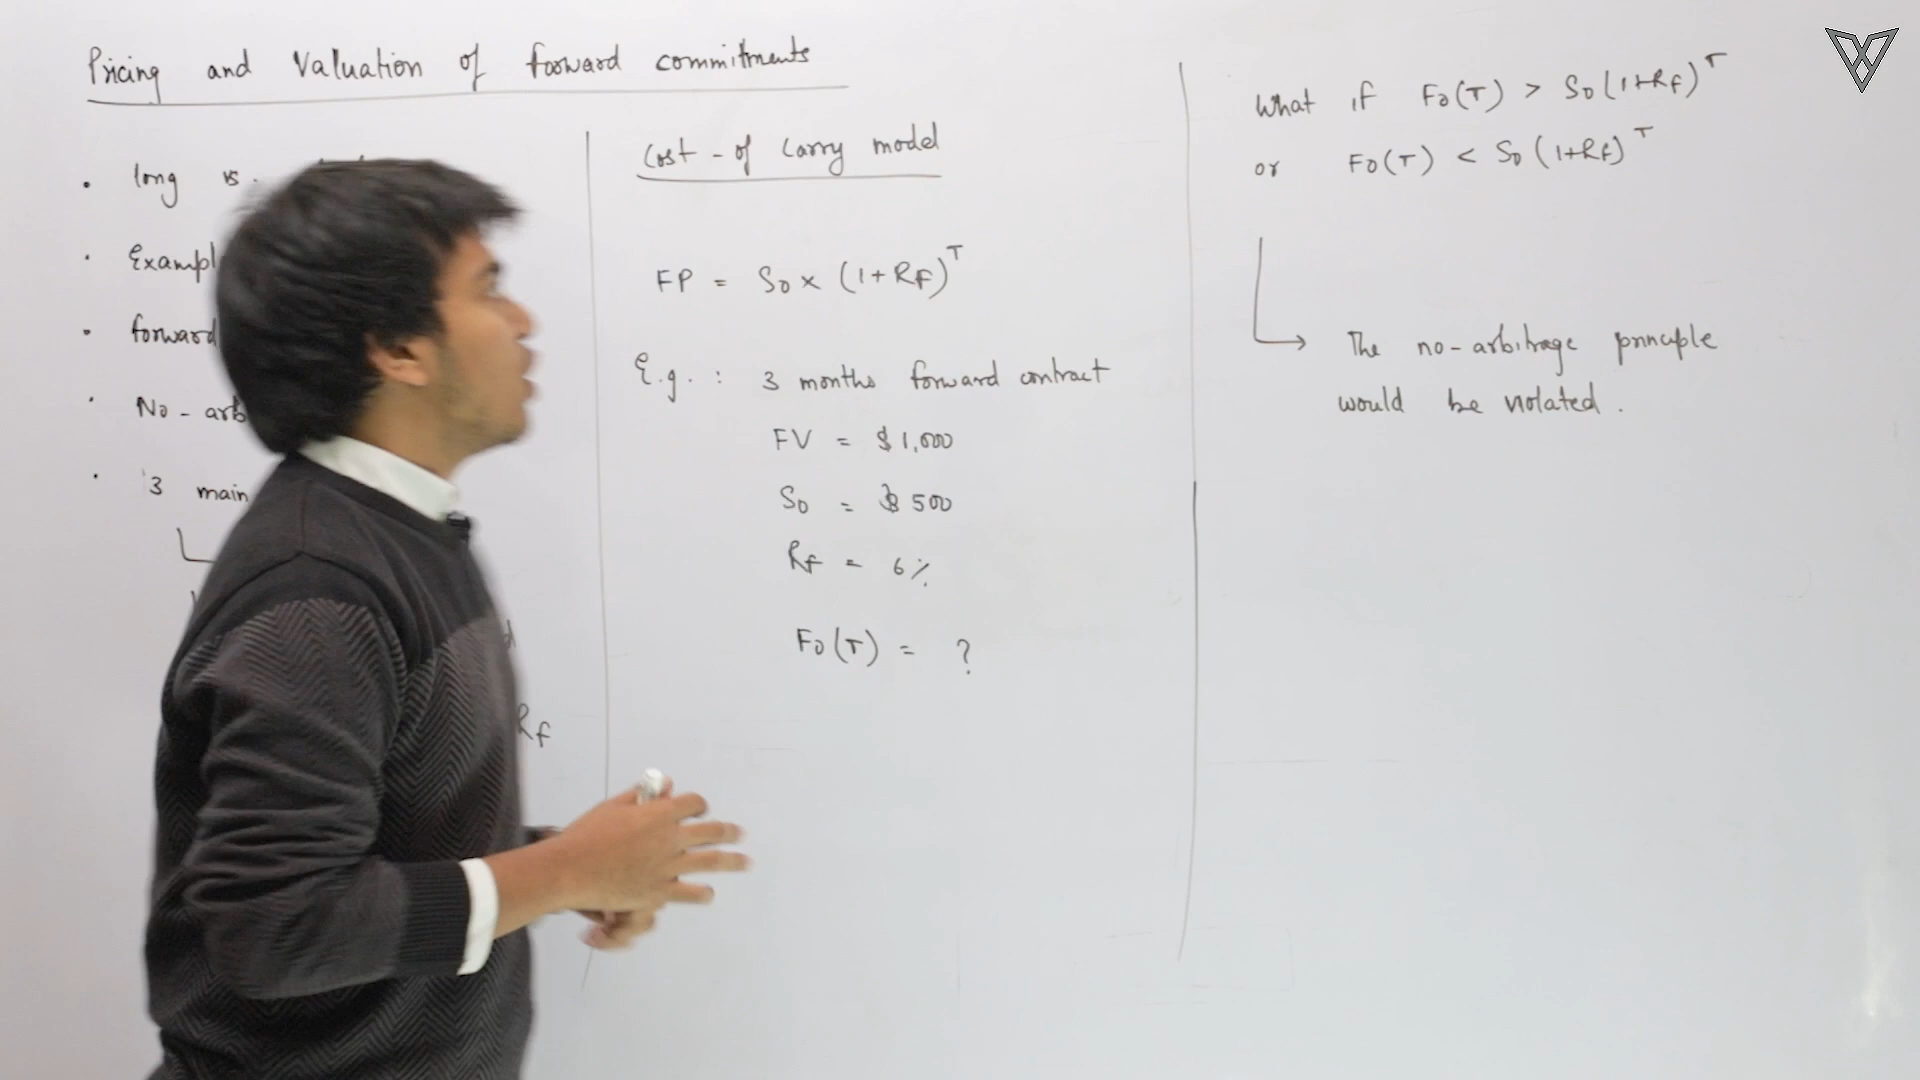 Pricing and Valuation of forward commitments
• long vs
• Exampl
• forward
• No-arb
• 3 main
Rf
Cost-of carry model
FP = S0 × (1+RF)^T
E.g. : 3 months forward contract
FV = $1,000
S0 = $500
Rf = 6%
F0(T) = ?
What if F0(T) > S0(1+RF)^T
or F0(T) < S0(1+Rf)^T
The no-arbitrage principle
would be violated.